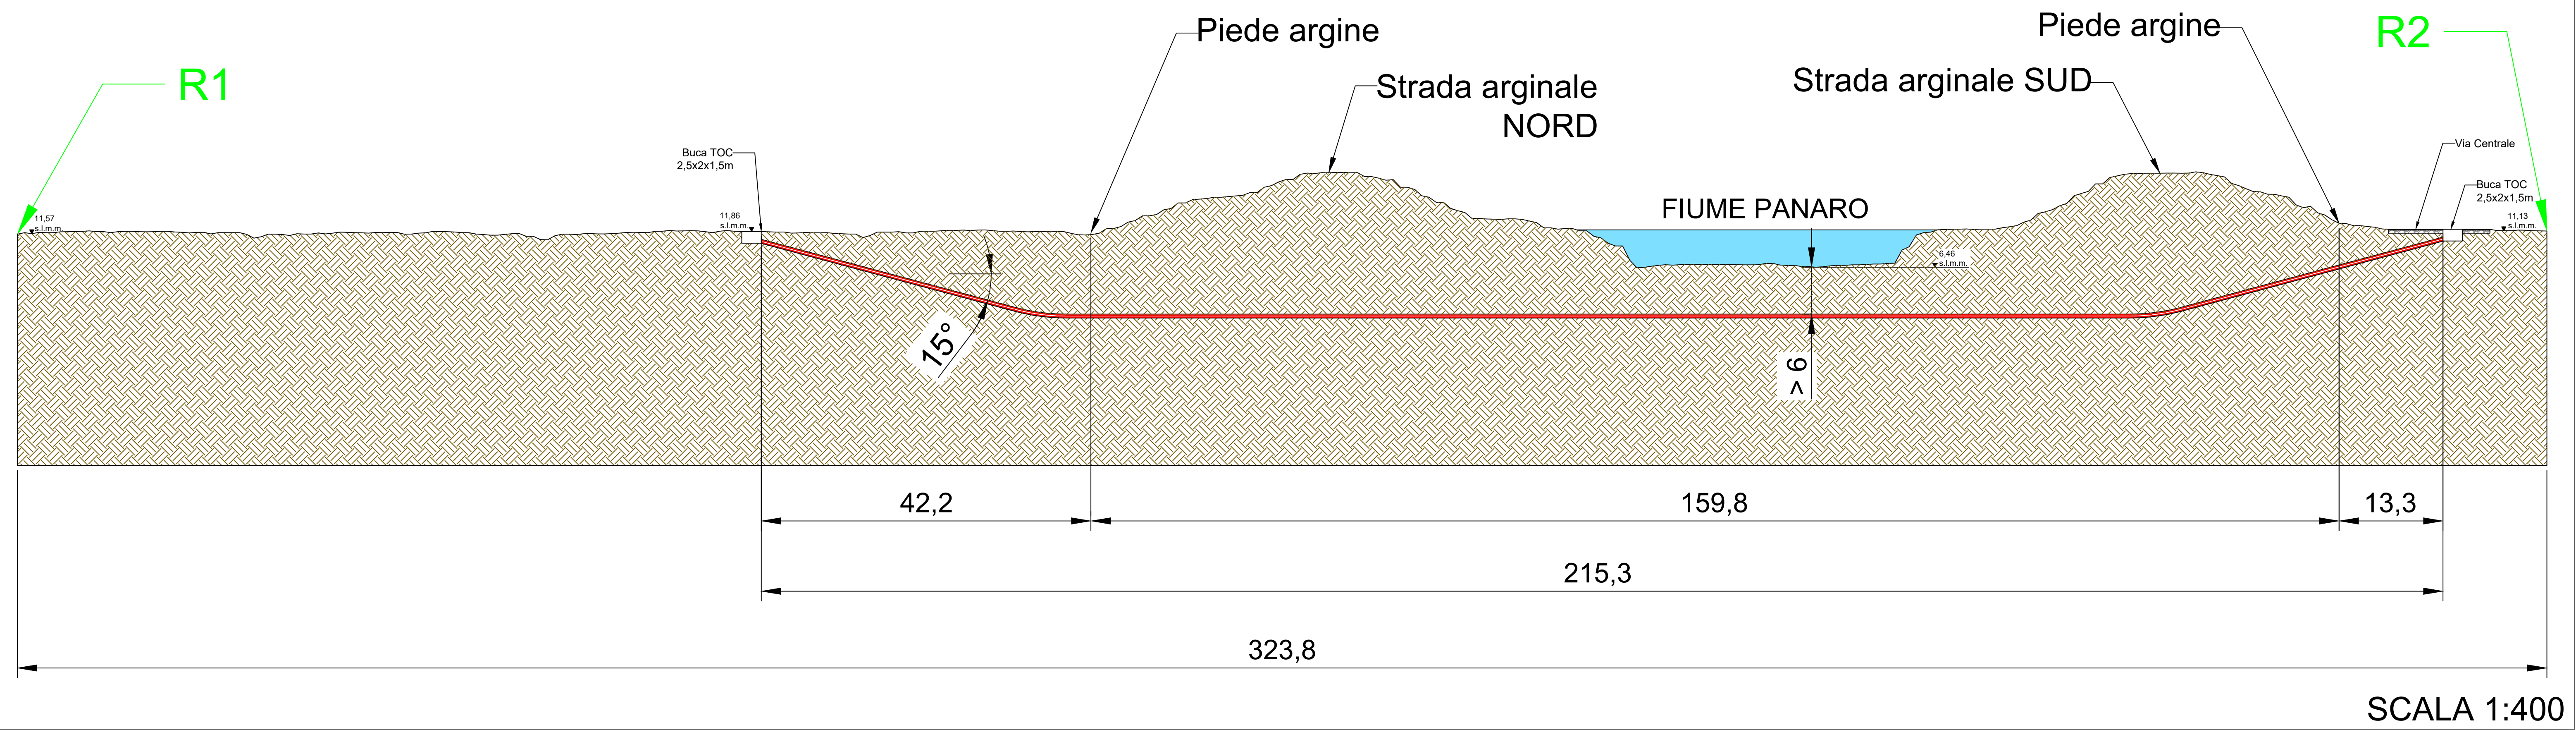 Piede argine
Piede argine
R2
R1
Strada arginale
NORD
Strada arginale SUD
Buca TOC
2,5x2x1,5m
Via Centrale
Buca TOC
2,5x2x1,5m
FIUME PANARO
11,57
s.l.m.m.
11,86
s.l.m.m.
11,13
s.l.m.m.
6,46
s.l.m.m.
15°
> 6
42,2
159,8
13,3
215,3
323,8
SCALA 1:400